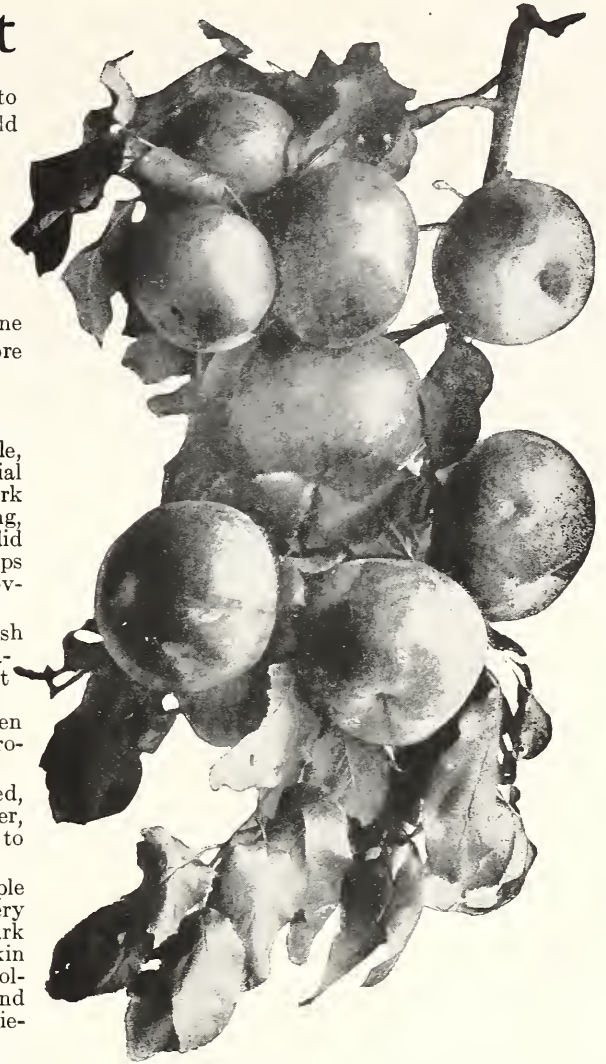 t
to
ld
ne
ore
le,
ial
rk
ng,
did
ps
v-
sh
-
t
en
ro-
ed,
er,
to
ple
ery
rk
kin
ol-
nd
ie-